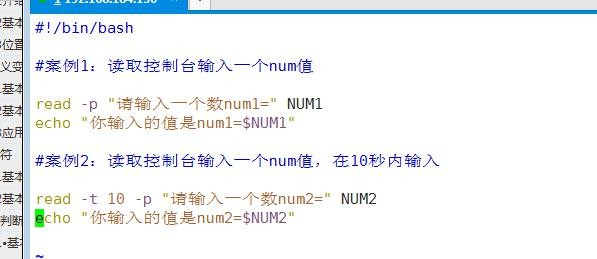 #!/bin/bash
#案例1：读取控制台输入一个num值
read -p "请输入一个数num1=" NUM1
echo "你输入的值是num1=$NUM1"
#案例2：读取控制台输入一个num值，在10秒内输入
read -t 10 -p "请输入一个数num2=" NUM2
echo "你输入的值是num2=$NUM2"
~